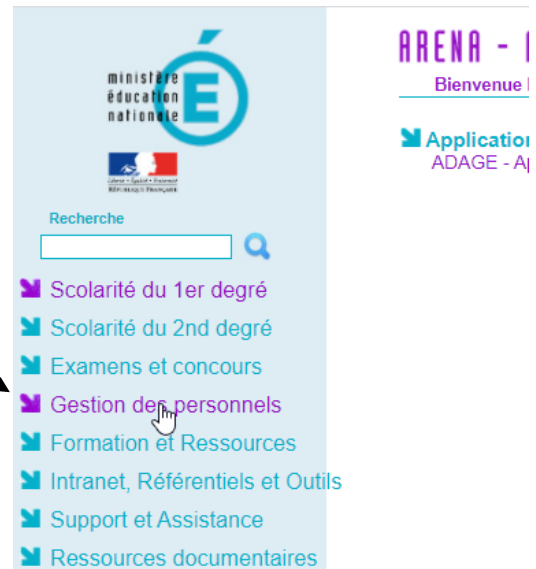 ministère
éducation
nationale
É
Liberté • Égalité • Fraternité
RÉPUBLIQUE FRANÇAISE
ARENA -
Bienvenue
Application
ADAGE - Ap
Recherche
Scolarité du 1er degré
Scolarité du 2nd degré
Examens et concours
Gestion des personnels
Formation et Ressources
Intranet, Référentiels et Outils
Support et Assistance
Ressources documentaires